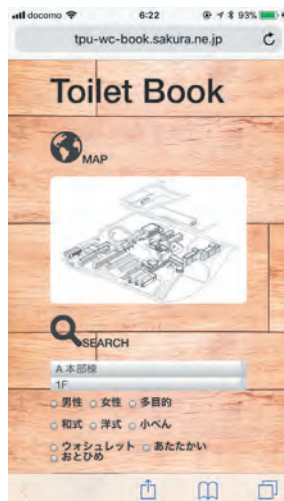 docomo 6:22 93%
tpu-wc-book.sakura.ne.jp
Toilet Book
MAP
SEARCH
A 本部棟
1F
男性 女性 多目的
和式 洋式 小べん
ウォシュレット あたたかい
おとひめ